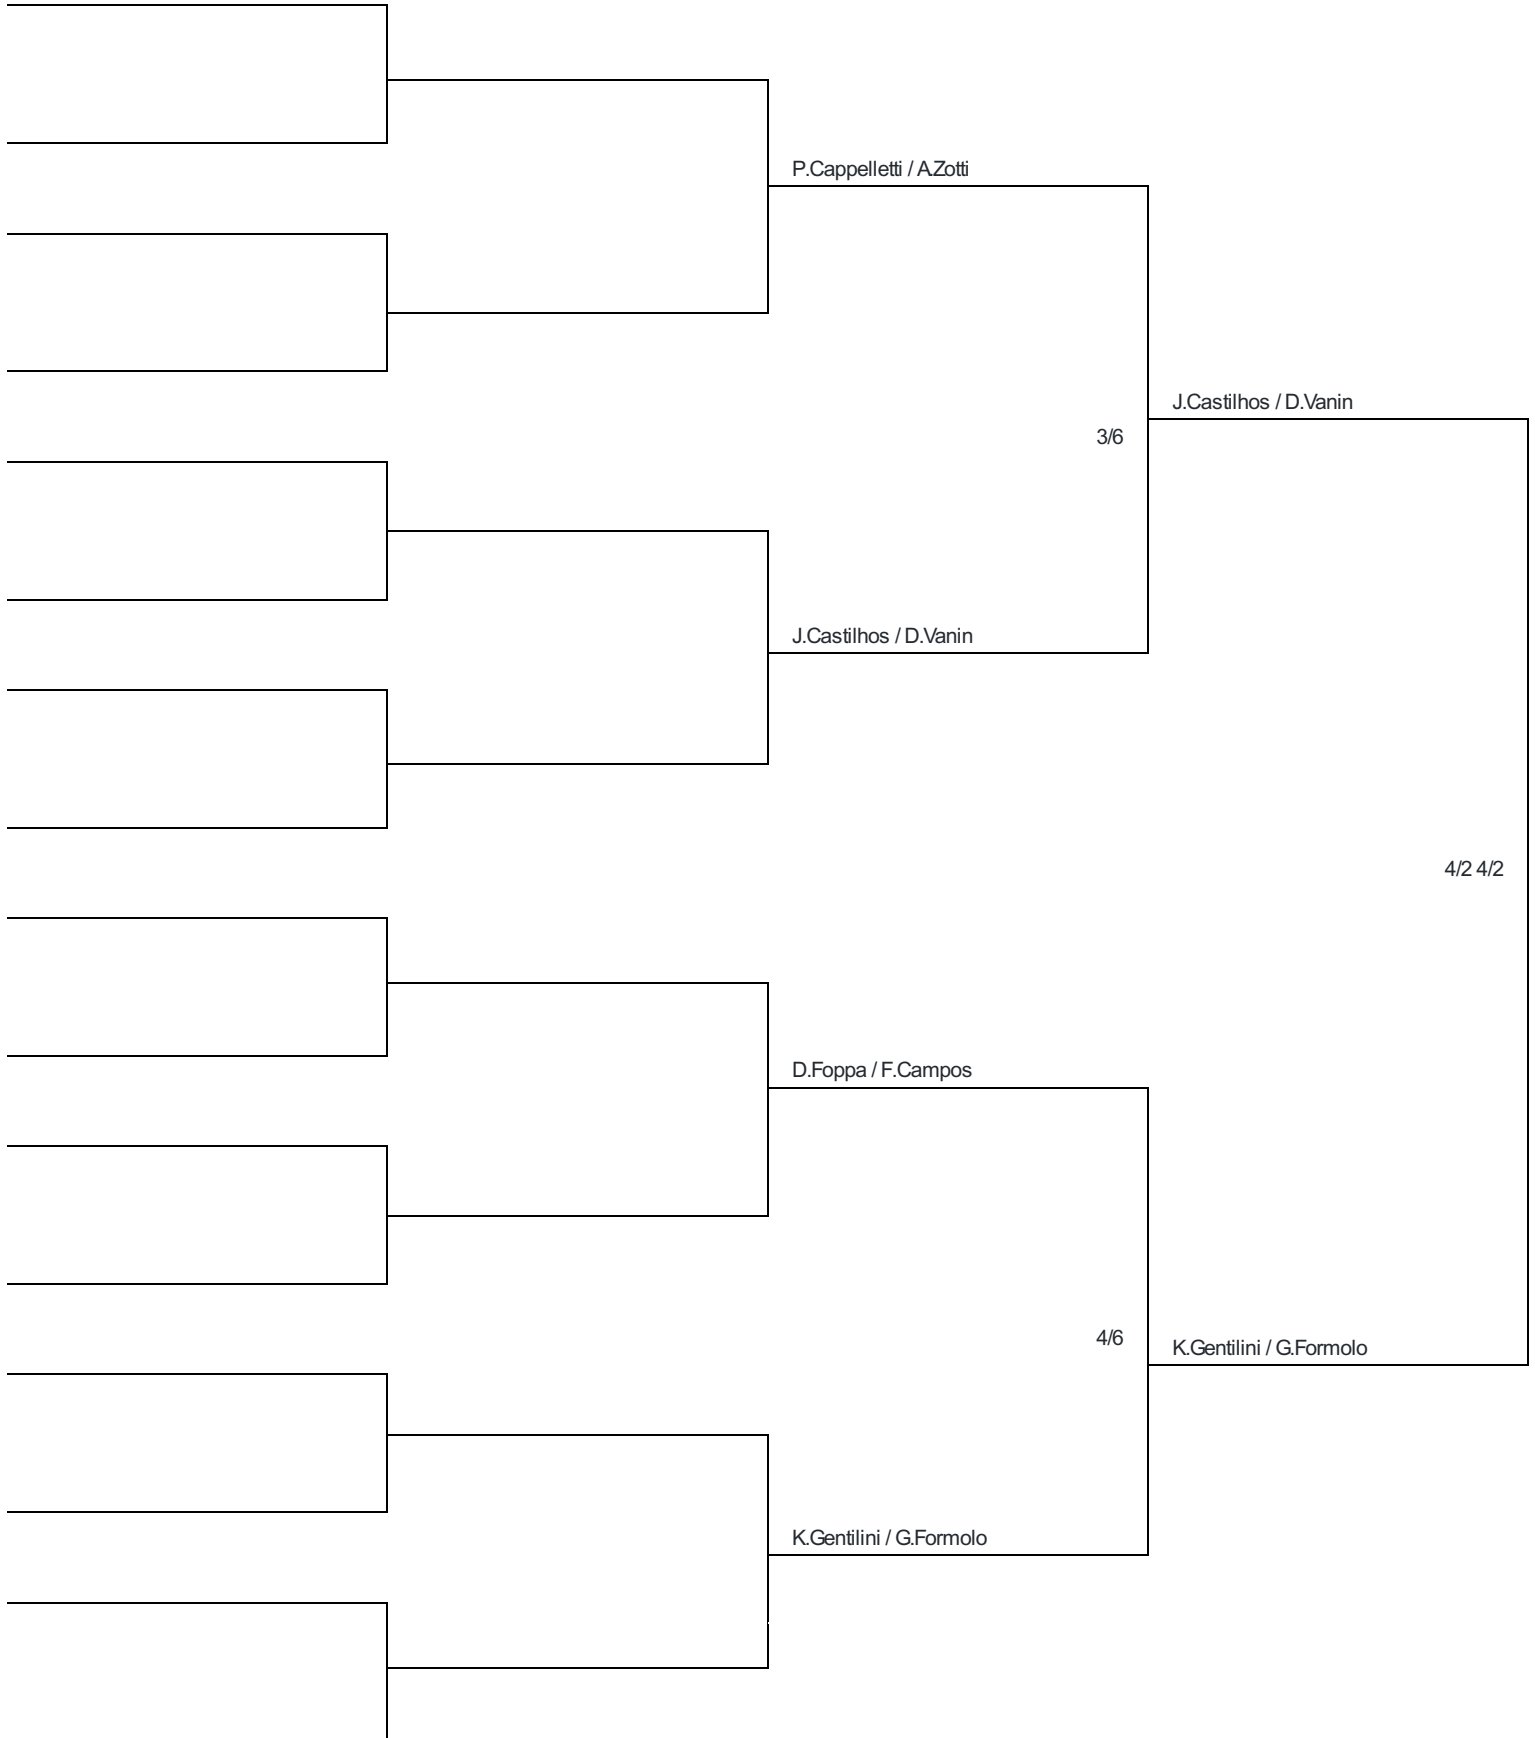 P.Cappelletti / A.Zotti
J.Castilhos / D.Vanin
3/6
J.Castilhos / D.Vanin
4/2 4/2
D.Foppa / F.Campos
4/6
K.Gentilini / G.Formolo
K.Gentilini / G.Formolo